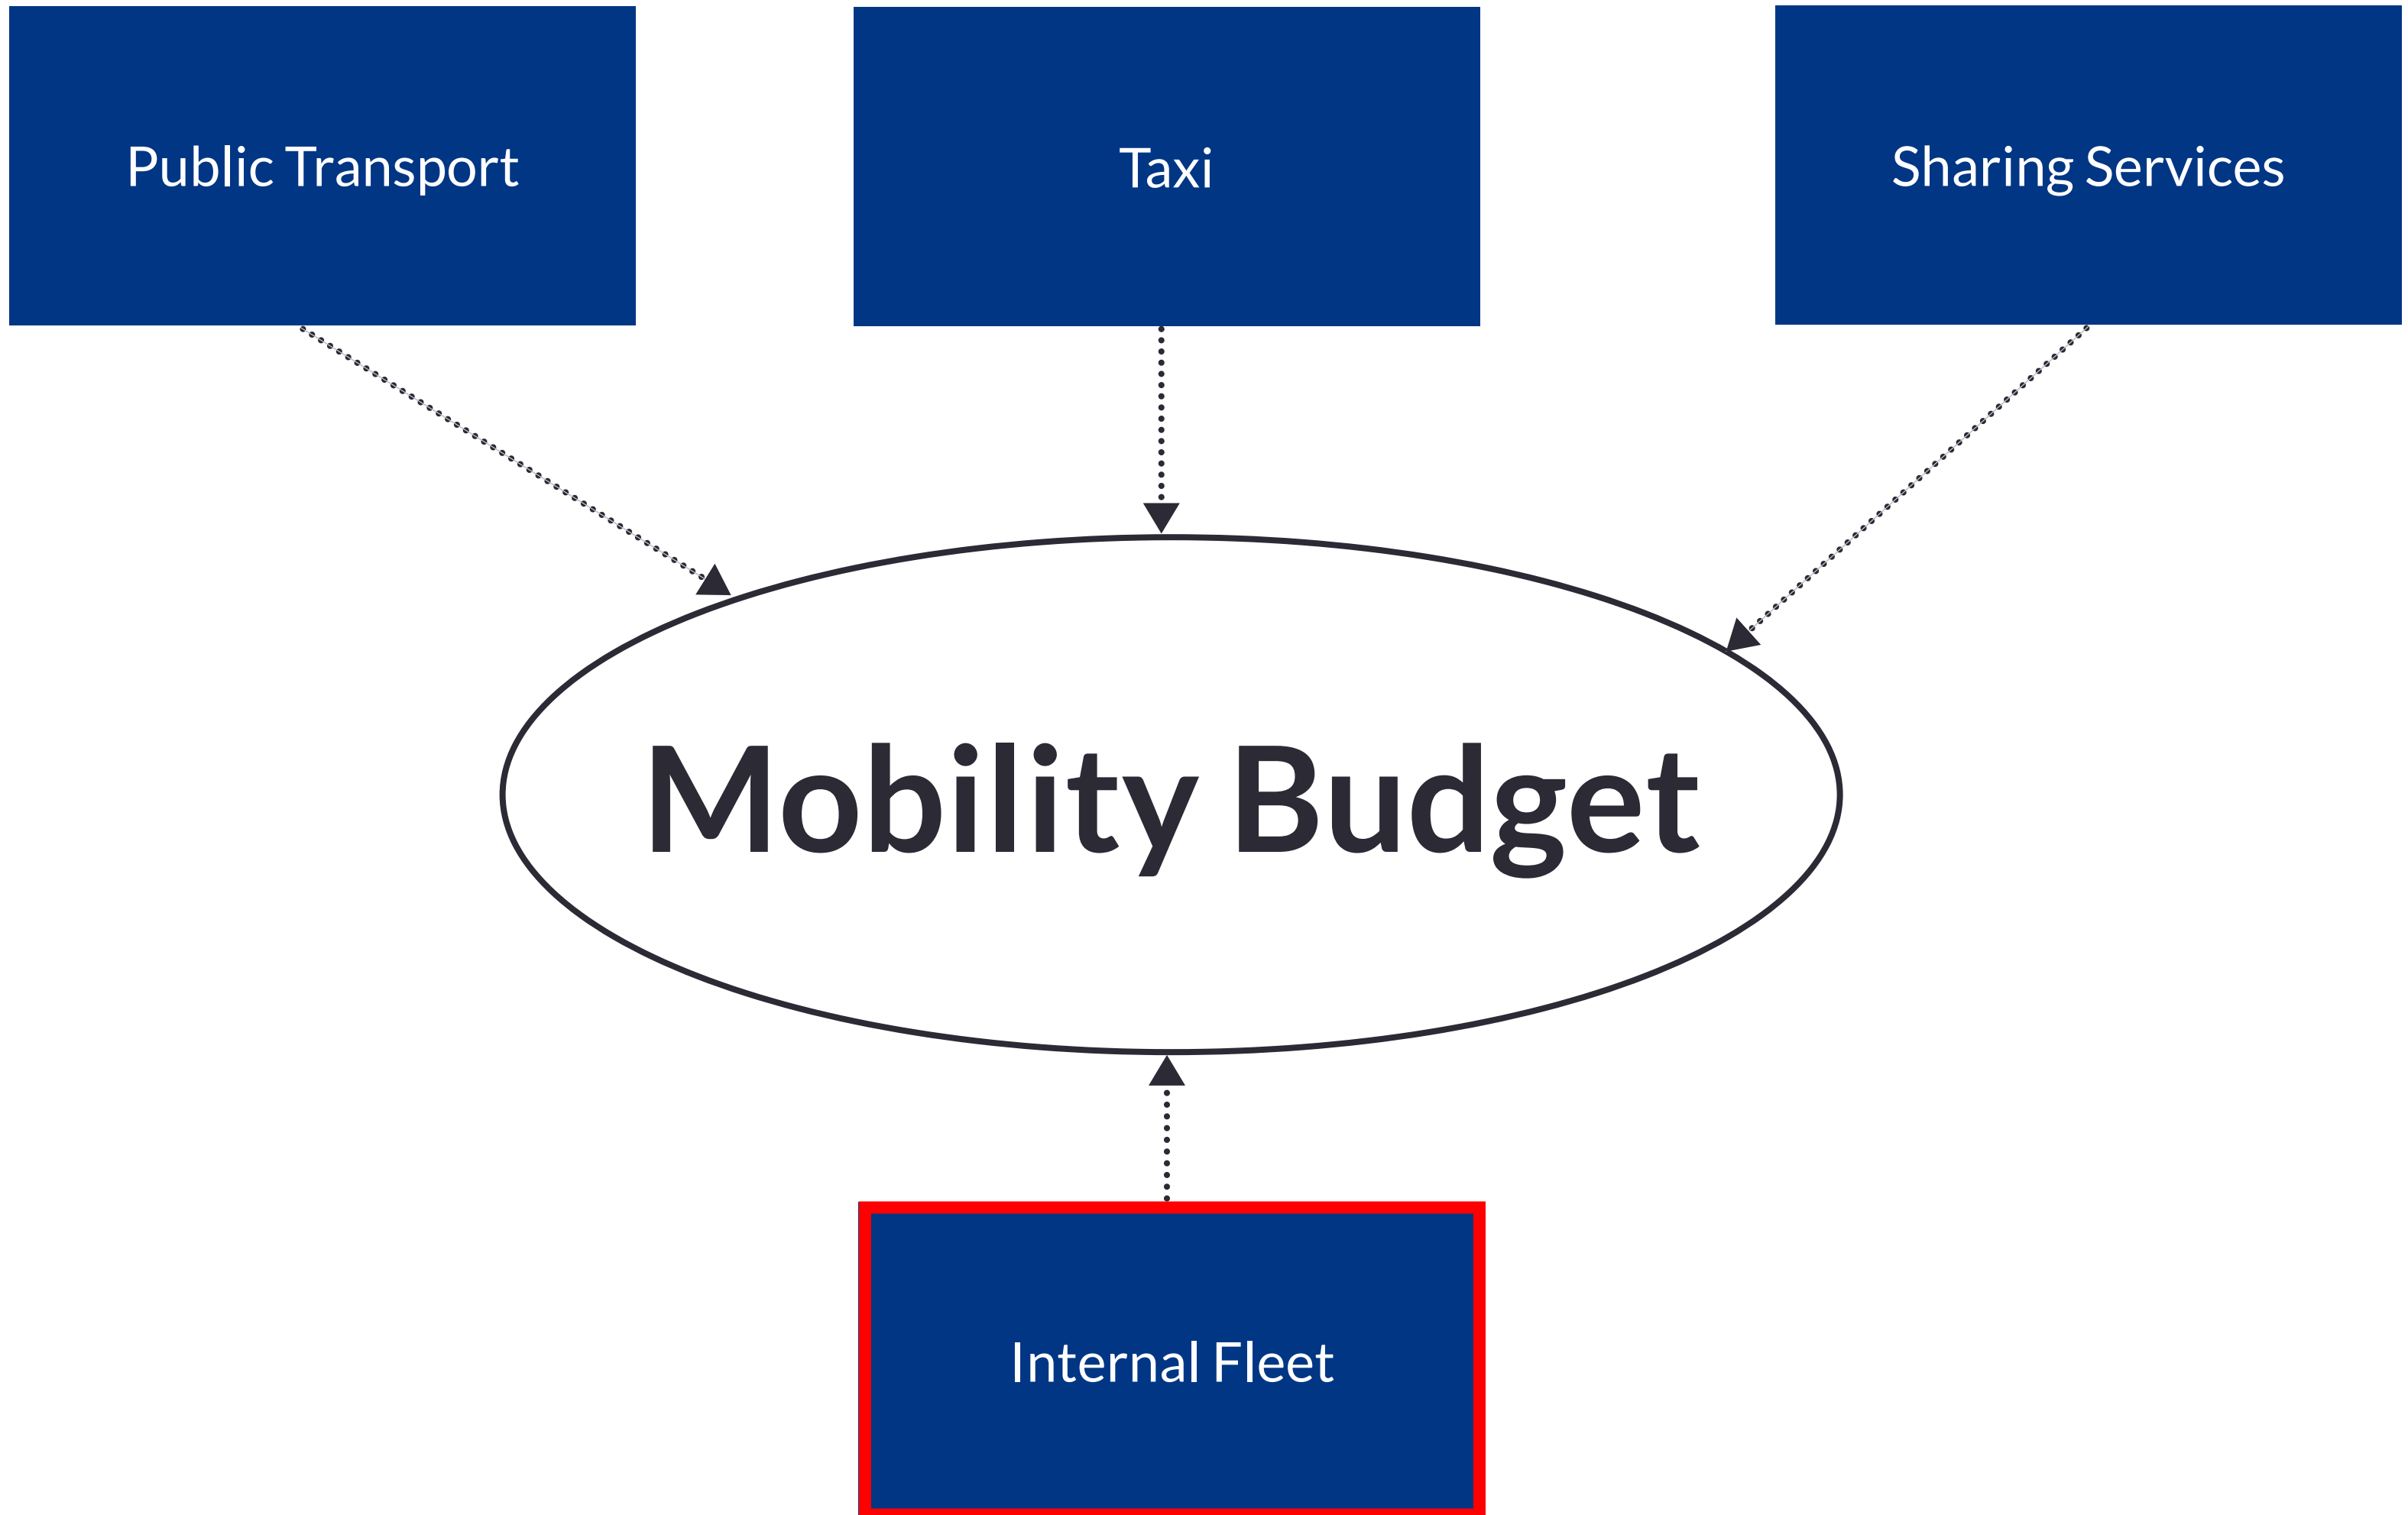 Public Transport
Taxi
Sharing Services
Mobility Budget
Internal Fleet